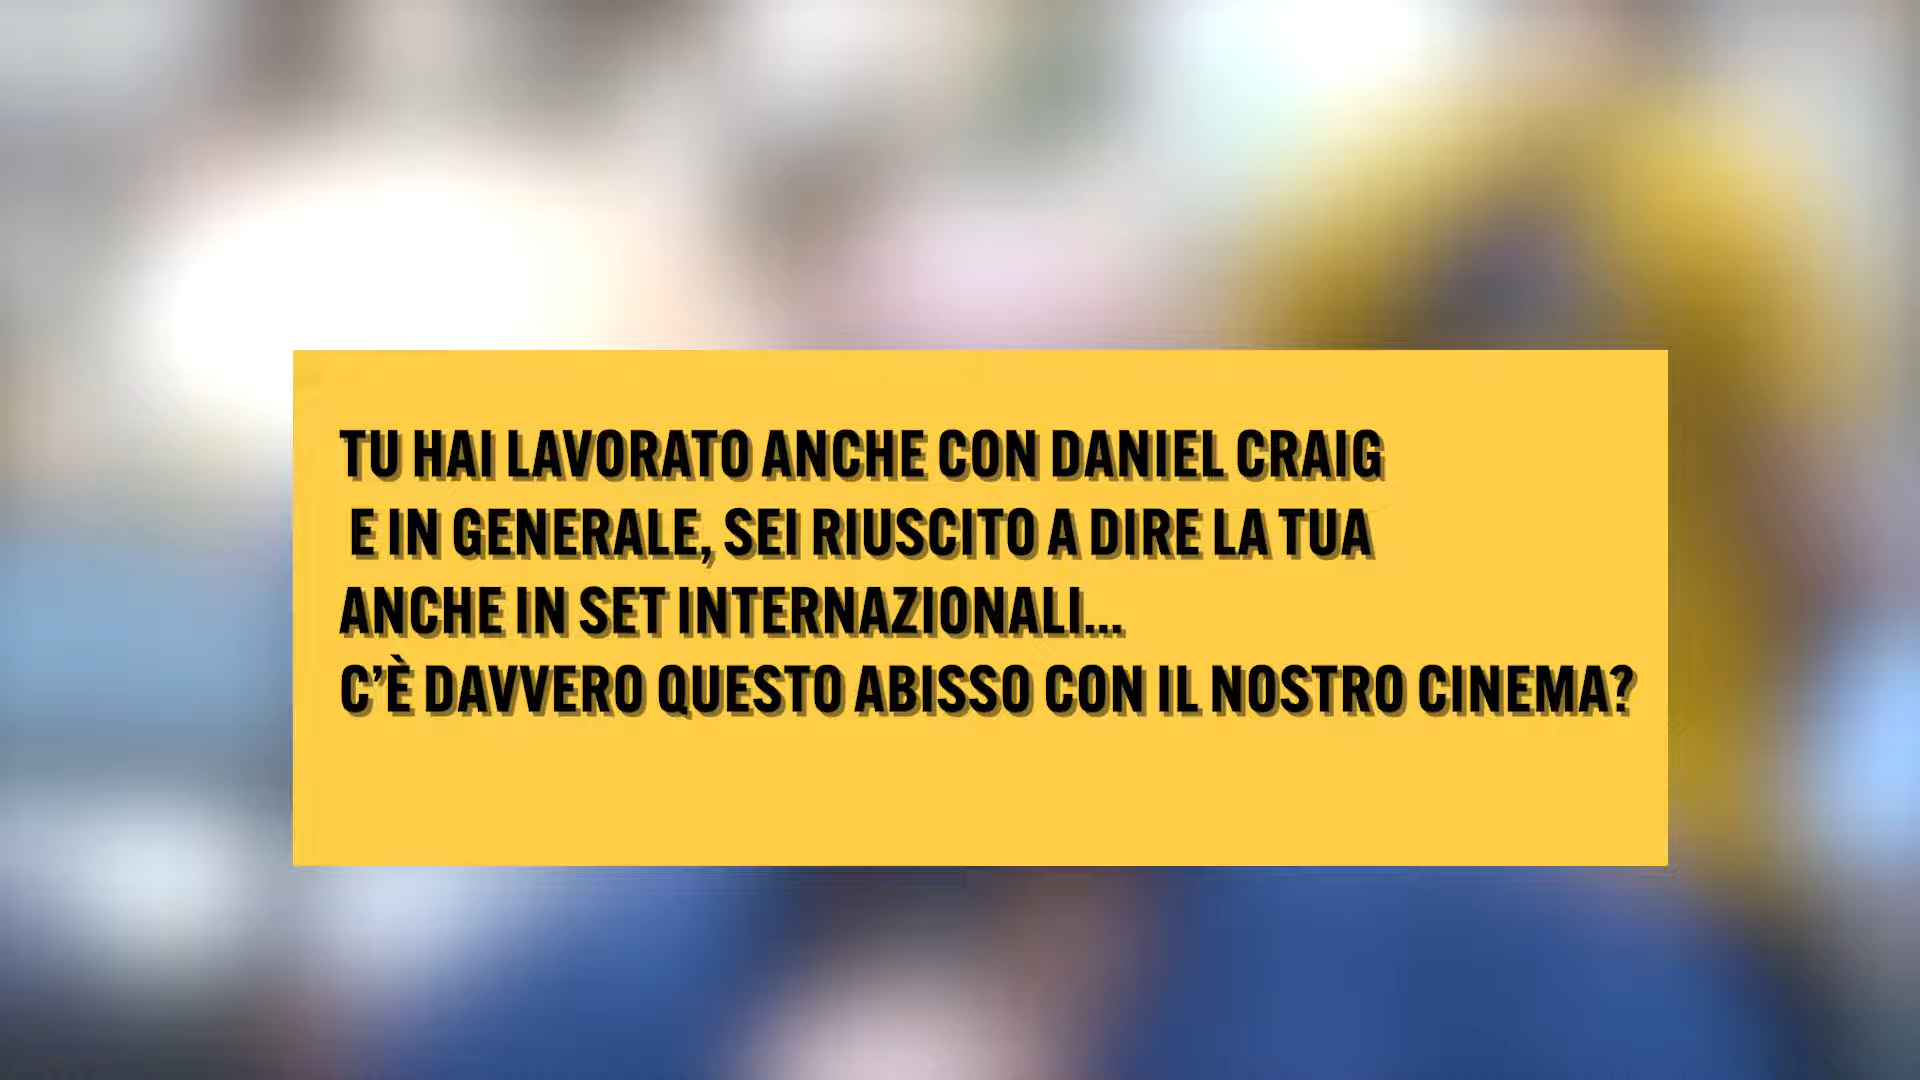 TU HAI LAVORATO ANCHE CON DANIEL CRAIG
E IN GENERALE, SEI RIUSCITO A DIRE LA TUA
ANCHE IN SET INTERNAZIONALI...
C’È DAVVERO QUESTO ABISSO CON IL NOSTRO CINEMA?